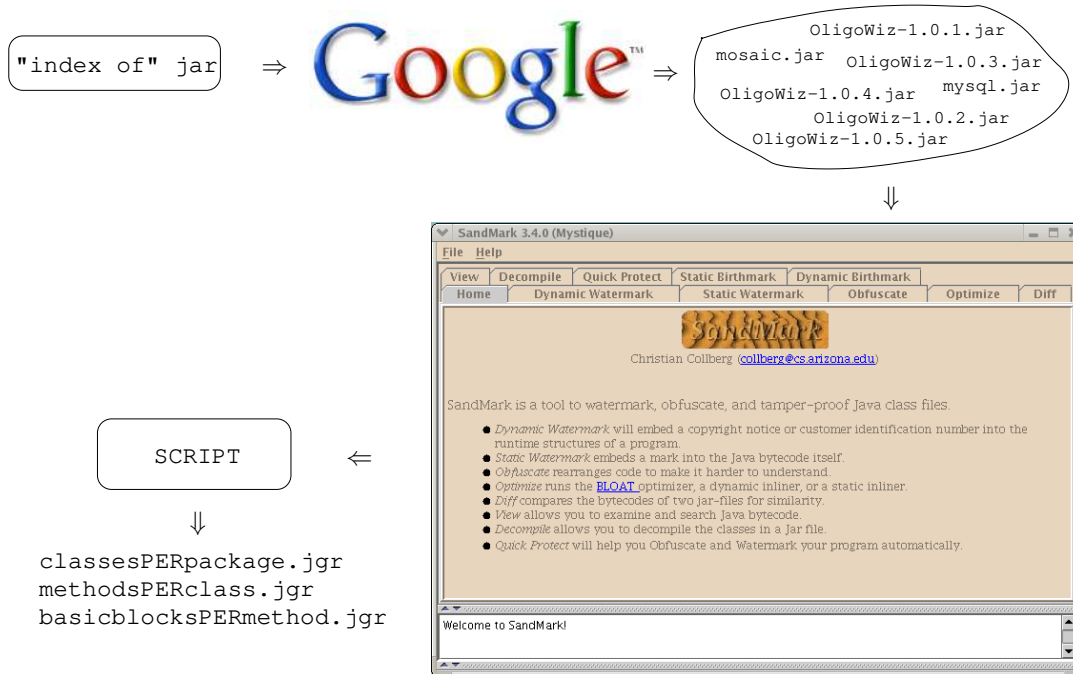 "index of" jar
⇒
Google™
⇒
OligoWiz-1.0.1.jar
mosaic.jar
OligoWiz-1.0.3.jar
OligoWiz-1.0.4.jar
mysql.jar
OligoWiz-1.0.2.jar
OligoWiz-1.0.5.jar
⇓
SandMark 3.4.0 (Mystique)
File Help
View Decompile Quick Protect Static Birthmark Dynamic Birthmark
Home Dynamic Watermark Static Watermark Obfuscate Optimize Diff
SandMark
Christian Collberg (collberg@cs.arizona.edu)
SandMark is a tool to watermark, obfuscate, and tamper-proof Java class files.
● Dynamic Watermark will embed a copyright notice or customer identification number into the
runtime structures of a program.
● Static Watermark embeds a mark into the Java bytecode itself.
● Obfuscate rearranges code to make it harder to understand.
● Optimize runs the BLOAT optimizer, a dynamic inliner, or a static inliner.
● Diff compares the bytecodes of two jar-files for similarity.
● View allows you to examine and search Java bytecode.
● Decompile allows you to decompile the classes in a Jar file.
● Quick Protect will help you Obfuscate and Watermark your program automatically.
Welcome to SandMark!
⇐
SCRIPT
⇓
classesPERpackage.jgr
methodsPERclass.jgr
basicblocksPERmethod.jgr